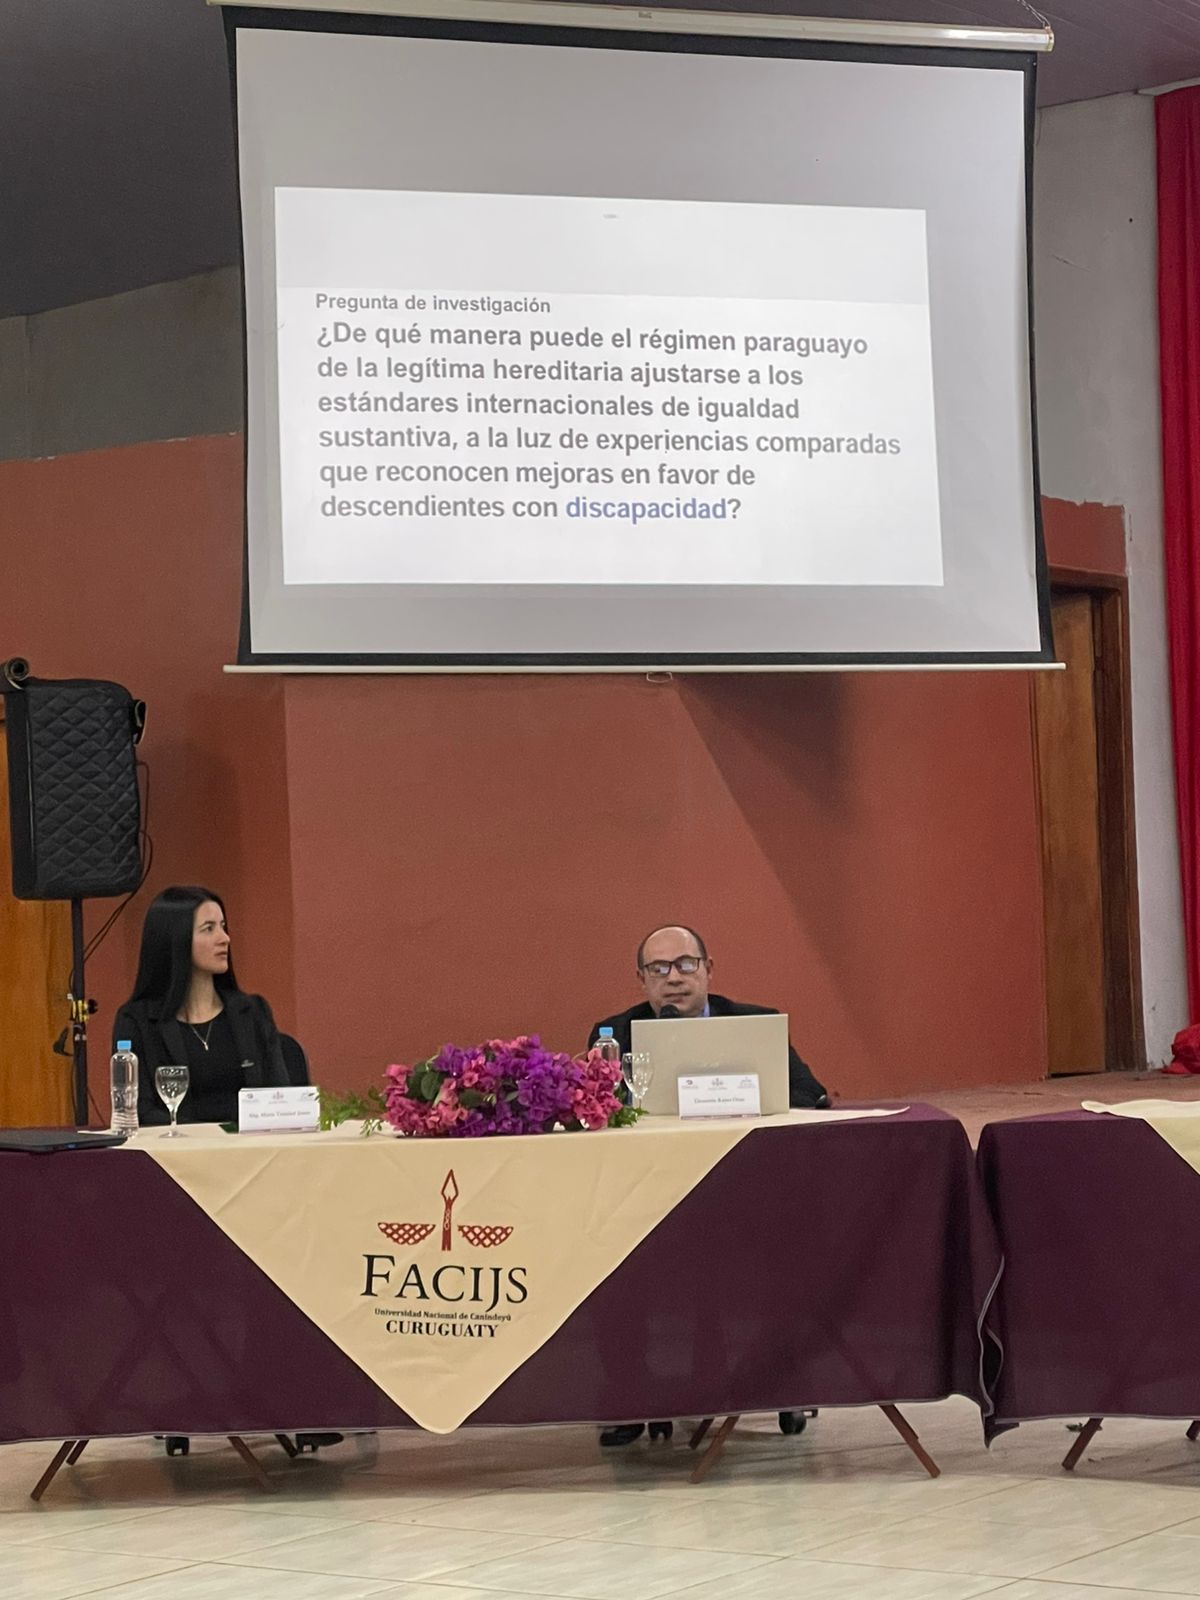 Pregunta de investigación
¿De qué manera puede el régimen paraguayo
de la legítima hereditaria ajustarse a los
estándares internacionales de igualdad
sustantiva, a la luz de experiencias comparadas
que reconocen mejoras en favor de
descendientes con discapacidad?
FACIJS
Universidad Nacional de Canindeyú
CURUGUATY